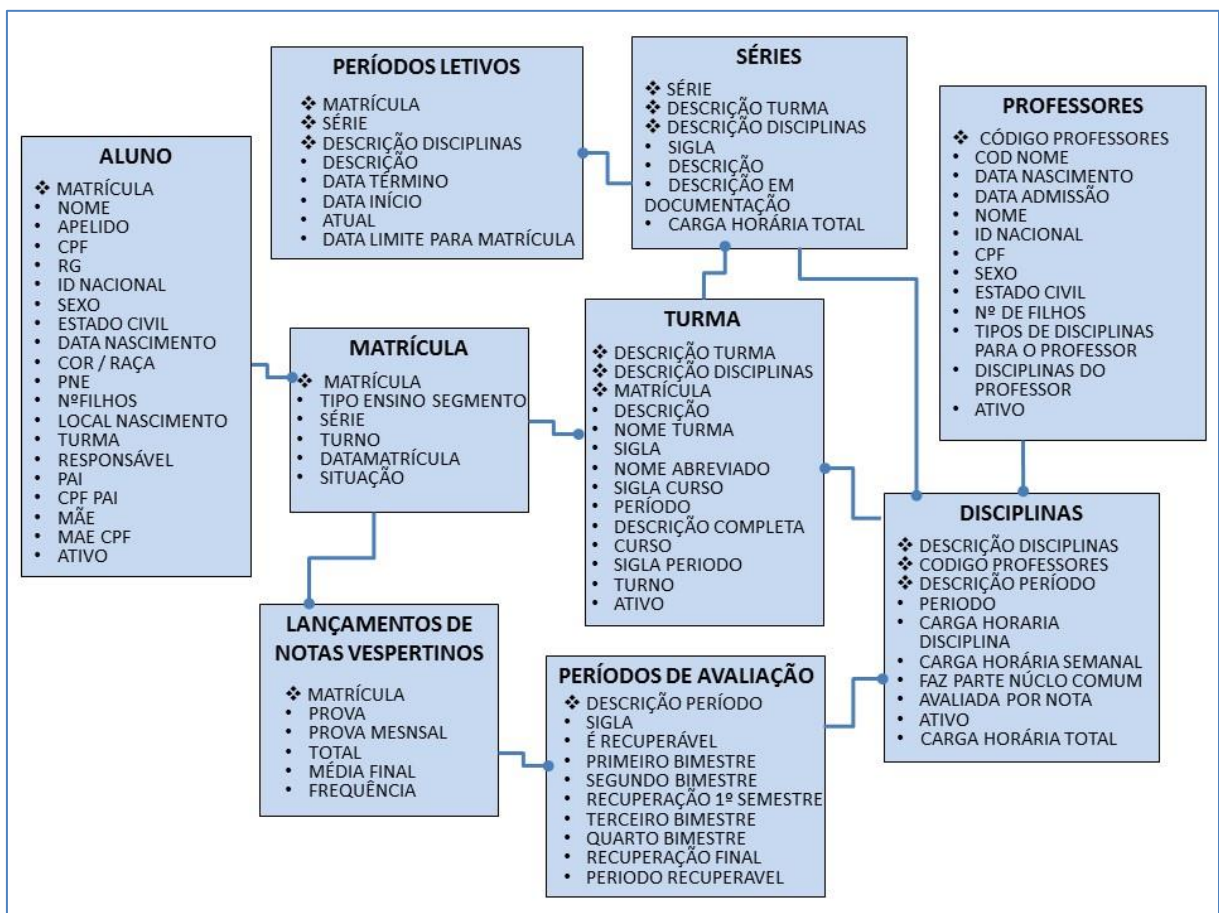 PERÍODOS LETIVOS
❖ MATRÍCULA
❖ SÉRIE
❖ DESCRIÇÃO DISCIPLINAS
• DESCRIÇÃO
• DATA TÉRMINO
• DATA INÍCIO
• ATUAL
• DATA LIMITE PARA MATRÍCULA
SÉRIES
❖ SÉRIE
❖ DESCRIÇÃO TURMA
❖ DESCRIÇÃO DISCIPLINAS
• SIGLA
• DESCRIÇÃO
• DESCRIÇÃO EM
DOCUMENTAÇÃO
• CARGA HORÁRIA TOTAL
PROFESSORES
❖ CÓDIGO PROFESSORES
• COD NOME
• DATA NASCIMENTO
• DATA ADMISSÃO
• NOME
• ID NACIONAL
• CPF
• SEXO
• ESTADO CIVIL
• Nº DE FILHOS
• TIPOS DE DISCIPLINAS
PARA O PROFESSOR
• DISCIPLINAS DO
PROFESSOR
• ATIVO
ALUNO
❖ MATRÍCULA
• NOME
• APELIDO
• CPF
• RG
• ID NACIONAL
• SEXO
• ESTADO CIVIL
• DATA NASCIMENTO
• COR / RAÇA
• PNE
• NºFILHOS
• LOCAL NASCIMENTO
• TURMA
• RESPONSÁVEL
• PAI
• CPF PAI
• MÃE
• MAE CPF
• ATIVO
MATRÍCULA
❖ MATRÍCULA
• TIPO ENSINO SEGMENTO
• SÉRIE
• TURNO
• DATAMATRÍCULA
• SITUAÇÃO
TURMA
❖ DESCRIÇÃO TURMA
❖ DESCRIÇÃO DISCIPLINAS
❖ MATRÍCULA
• DESCRIÇÃO
• NOME TURMA
• SIGLA
• NOME ABREVIADO
• SIGLA CURSO
• PERÍODO
• DESCRIÇÃO COMPLETA
• CURSO
• SIGLA PERIODO
• TURNO
• ATIVO
DISCIPLINAS
❖ DESCRIÇÃO DISCIPLINAS
❖ CODIGO PROFESSORES
❖ DESCRIÇÃO PERÍODO
• PERIODO
• CARGA HORARIA
DISCIPLINA
• CARGA HORÁRIA SEMANAL
• FAZ PARTE NÚCLO COMUM
• AVALIADA POR NOTA
• ATIVO
• CARGA HORÁRIA TOTAL
LANÇAMENTOS DE
NOTAS VESPERTINOS
❖ MATRÍCULA
• PROVA
• PROVA MESNSAL
• TOTAL
• MÉDIA FINAL
• FREQUÊNCIA
PERÍODOS DE AVALIAÇÃO
❖ DESCRIÇÃO PERÍODO
• SIGLA
• É RECUPERÁVEL
• PRIMEIRO BIMESTRE
• SEGUNDO BIMESTRE
• RECUPERAÇÃO 1º SEMESTRE
• TERCEIRO BIMESTRE
• QUARTO BIMESTRE
• RECUPERAÇÃO FINAL
• PERIODO RECUPERAVEL